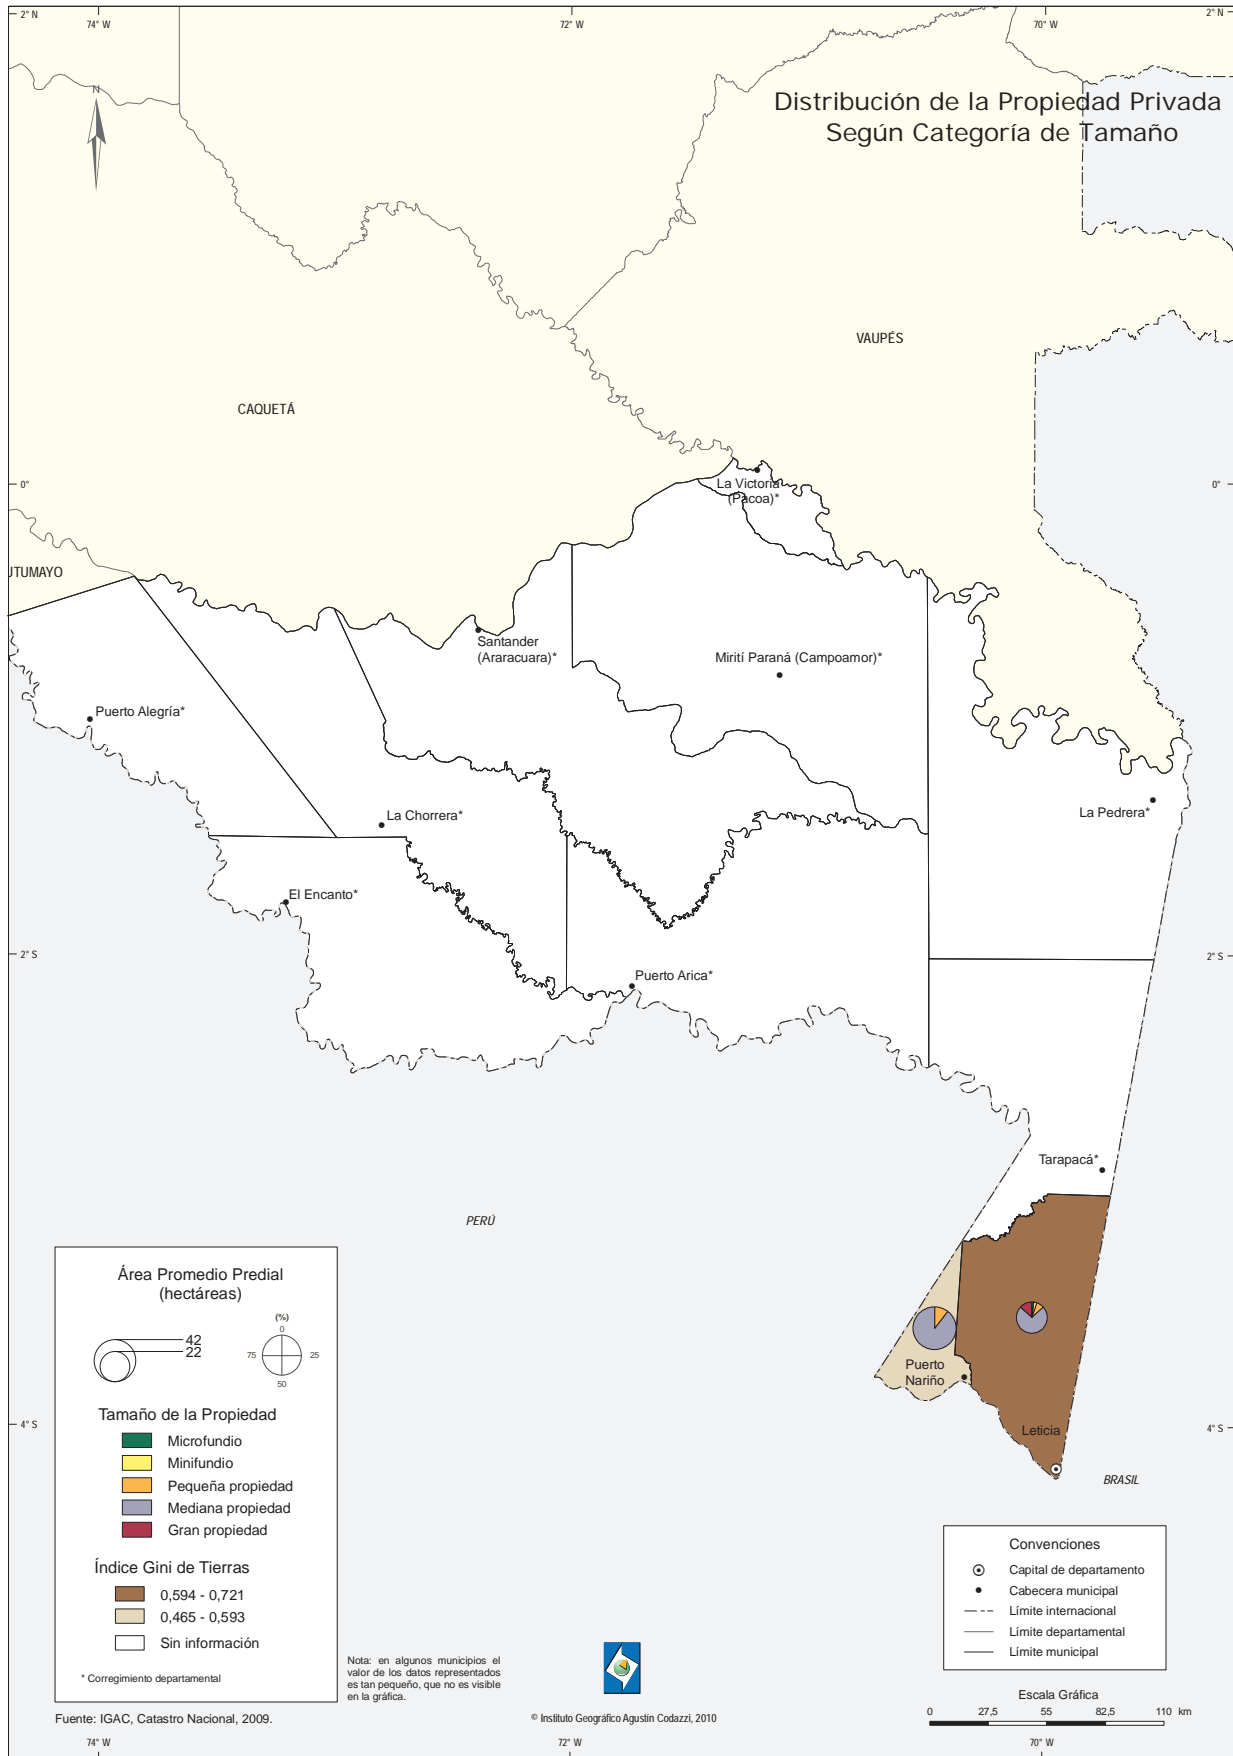 2° N
74° W
72° W
70° W
2° N
N
Distribución de la Propiedad Privada
Según Categoría de Tamaño
VAUPÉS
CAQUETÁ
0°
0°
La Victoria
(Pacoa)*
UTUMAYO
Santander
(Araracuara)*
Mirití Paraná (Campoamor)*
Puerto Alegría*
La Chorrera*
La Pedrera*
El Encanto*
2° S
2° S
Puerto Arica*
Tarapacá*
PERÚ
Puerto
Nariño
Leticia
4° S
4° S
BRASIL
Área Promedio Predial
(hectáreas)
42
22
(%)
0
75
25
50
Tamaño de la Propiedad
Microfundio
Minifundio
Pequeña propiedad
Mediana propiedad
Gran propiedad
Índice Gini de Tierras
0,594 - 0,721
0,465 - 0,593
Sin información
* Corregimiento departamental
Fuente: IGAC, Catastro Nacional, 2009.
Nota: en algunos municipios el
valor de los datos representados
es tan pequeño, que no es visible
en la gráfica.
© Instituto Geográfico Agustín Codazzi, 2010
Convenciones
Capital de departamento
Cabecera municipal
Límite internacional
Límite departamental
Límite municipal
Escala Gráfica
0 27,5 55 82,5 110 km
74° W
72° W
70° W